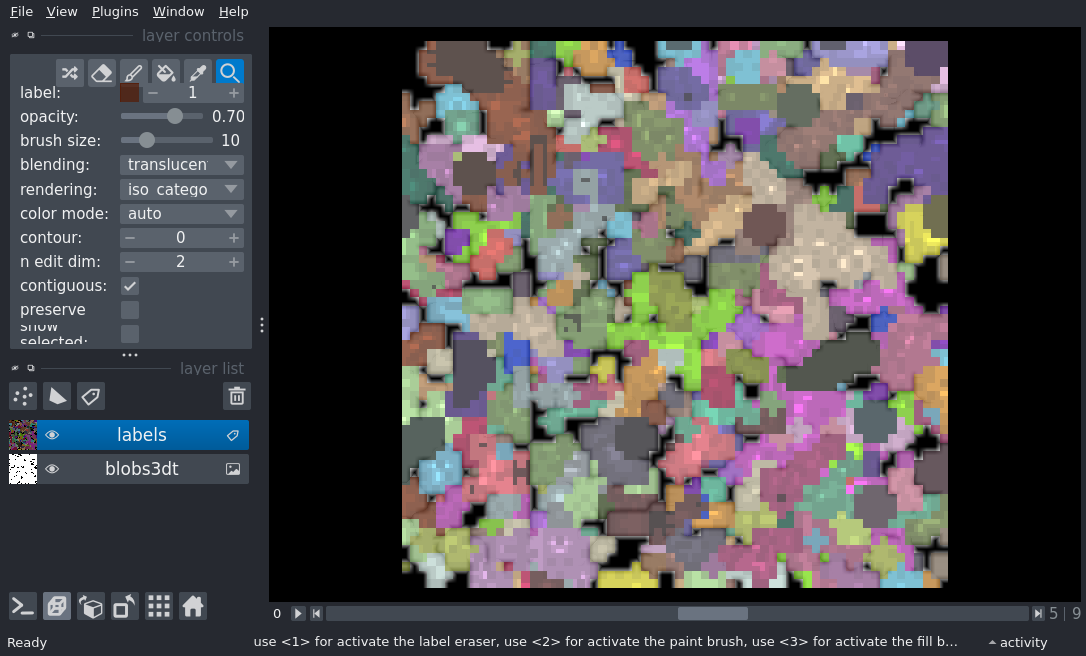 File View Plugins Window Help
layer controls
label: 1
opacity: 0.70
brush size: 10
blending: translucen
rendering: iso_catego
color mode: auto
contour: 0
n edit dim: 2
contiguous:
preserve
show
selected:
layer list
labels
blobs3dt
0 5 | 9
Ready use <1> for activate the label eraser, use <2> for activate the paint brush, use <3> for activate the fill b... activity